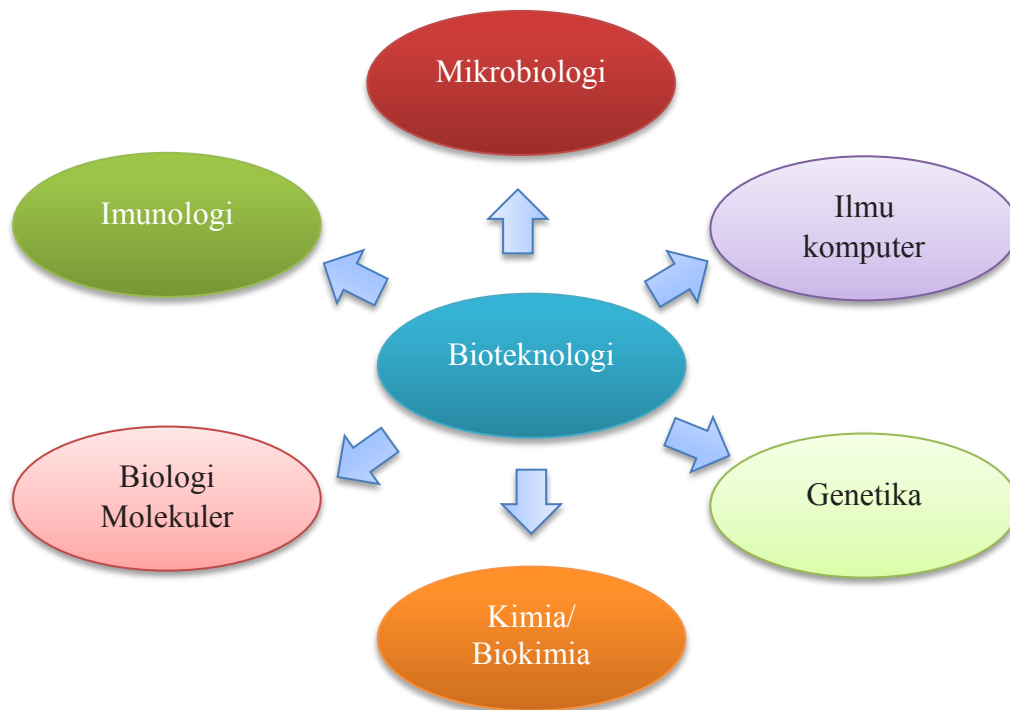 Mikrobiologi
Imunologi
Ilmu
komputer
Bioteknologi
Biologi
Molekuler
Genetika
Kimia/
Biokimia